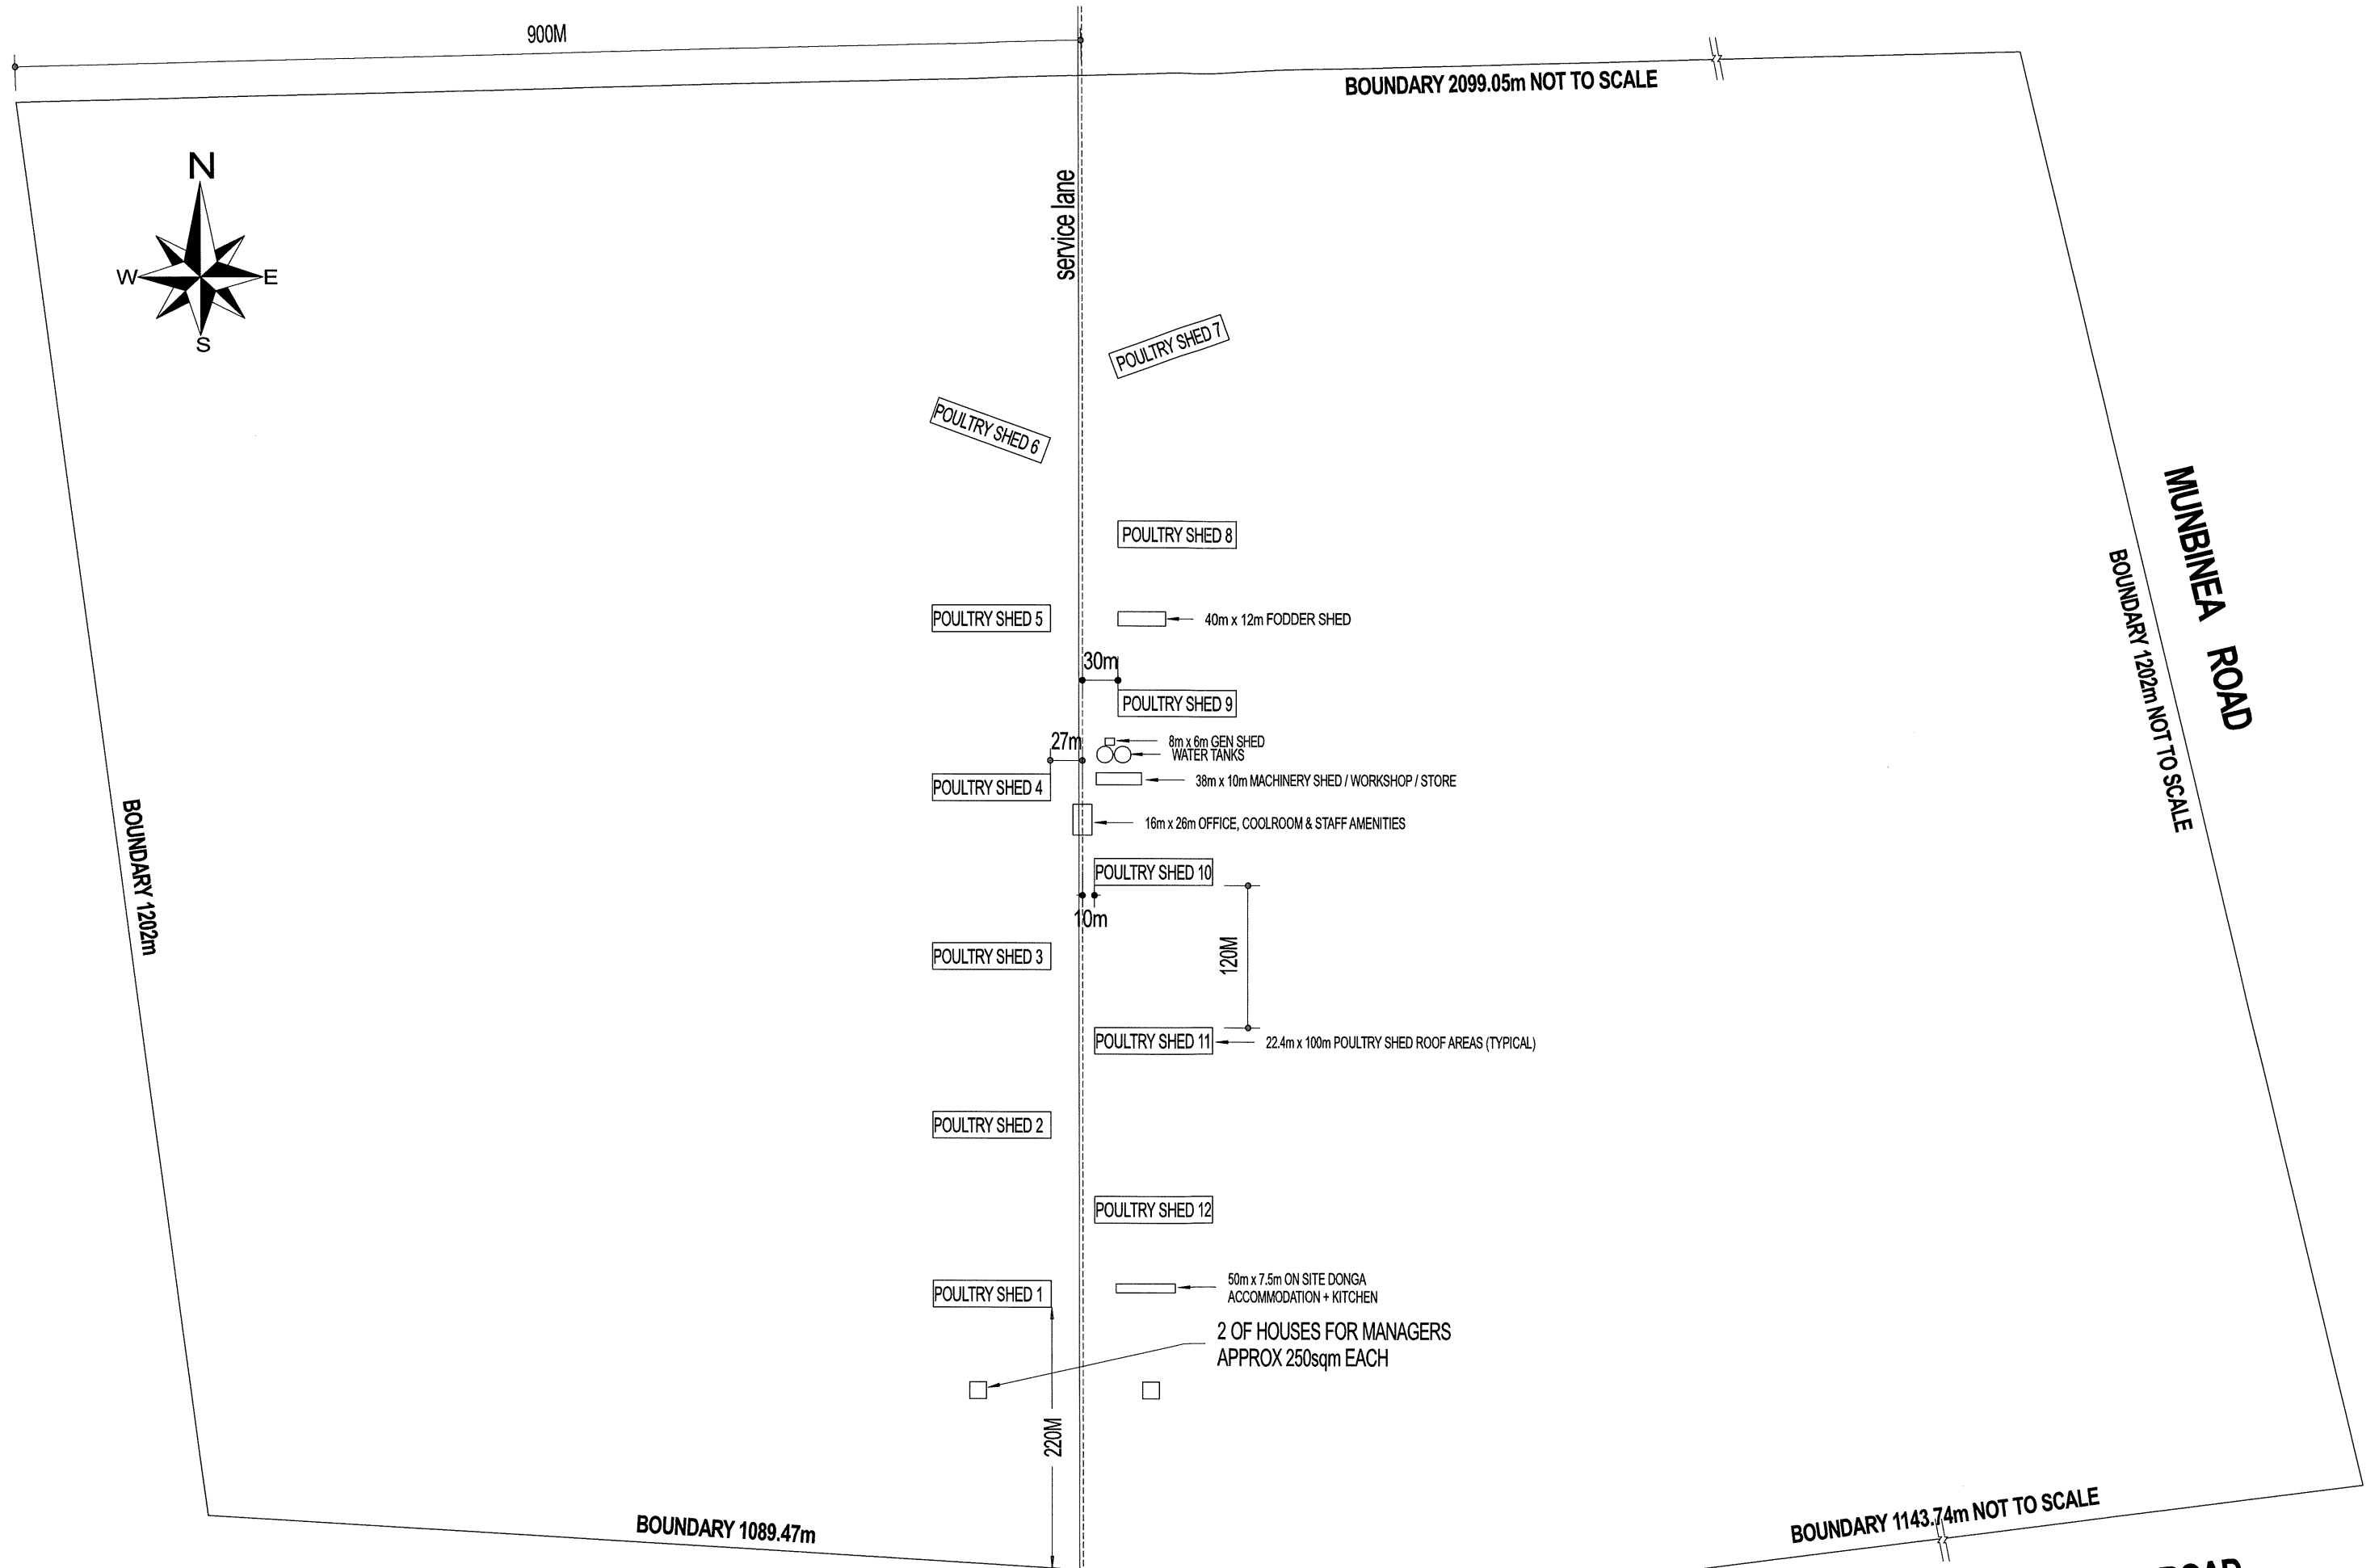 900M
BOUNDARY 2099.05m NOT TO SCALE
N
W
E
S
service lane
POULTRY SHED 7
POULTRY SHED 6
MUNBINEA ROAD
POULTRY SHED 8
BOUNDARY 1202m NOT TO SCALE
POULTRY SHED 5
40m x 12m FODDER SHED
30m
POULTRY SHED 9
27m
8m x 6m GEN SHED
WATER TANKS
POULTRY SHED 4
38m x 10m MACHINERY SHED / WORKSHOP / STORE
BOUNDARY 1202m
16m x 26m OFFICE, COOLROOM & STAFF AMENITIES
POULTRY SHED 10
10m
120M
POULTRY SHED 3
POULTRY SHED 11
22.4m x 100m POULTRY SHED ROOF AREAS (TYPICAL)
POULTRY SHED 2
POULTRY SHED 12
POULTRY SHED 1
50m x 7.5m ON SITE DONGA
ACCOMMODATION + KITCHEN
2 OF HOUSES FOR MANAGERS
APPROX 250sqm EACH
220M
BOUNDARY 1089.47m
BOUNDARY 1143.74m NOT TO SCALE
ROAD